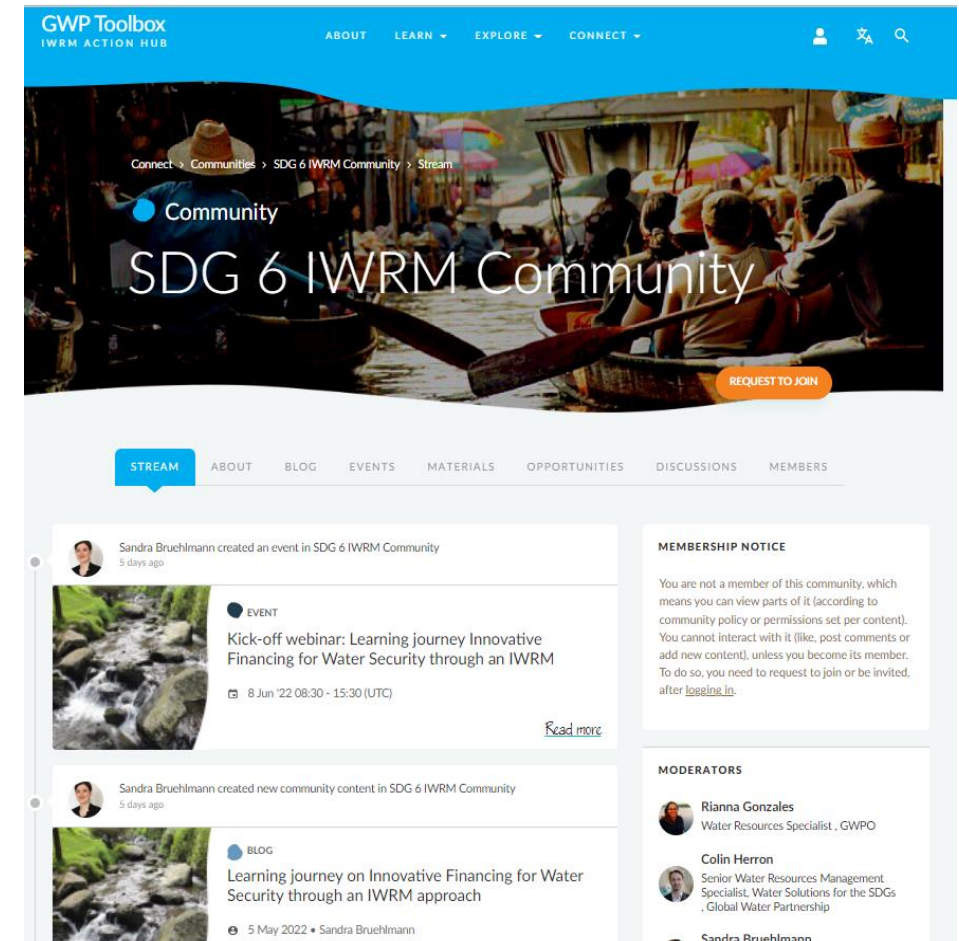 GWP Toolbox
IWRM ACTION HUB
ABOUT LEARN EXPLORE CONNECT
Connect > Communities > SDG 6 IWRM Community > Stream
Community
SDG 6 IWRM Community
REQUEST TO JOIN
STREAM ABOUT BLOG EVENTS MATERIALS OPPORTUNITIES DISCUSSIONS MEMBERS
Sandra Bruehlmann created an event in SDG 6 IWRM Community
5 days ago
EVENT
Kick-off webinar: Learning journey Innovative
Financing for Water Security through an IWRM
8 Jun '22 08:30 - 15:30 (UTC)
Read more
Sandra Bruehlmann created new community content in SDG 6 IWRM Community
5 days ago
BLOG
Learning journey on Innovative Financing for Water
Security through an IWRM approach
5 May 2022 • Sandra Bruehlmann
MEMBERSHIP NOTICE
You are not a member of this community, which
means you can view parts of it (according to
community policy or permissions set per content).
You cannot interact with it (like, post comments or
add new content), unless you become its member.
To do so, you need to request to join or be invited,
after logging in.
MODERATORS
Rianna Gonzales
Water Resources Specialist , GWPO
Colin Herron
Senior Water Resources Management
Specialist, Water Solutions for the SDGs
, Global Water Partnership
Sandra Bruehlmann